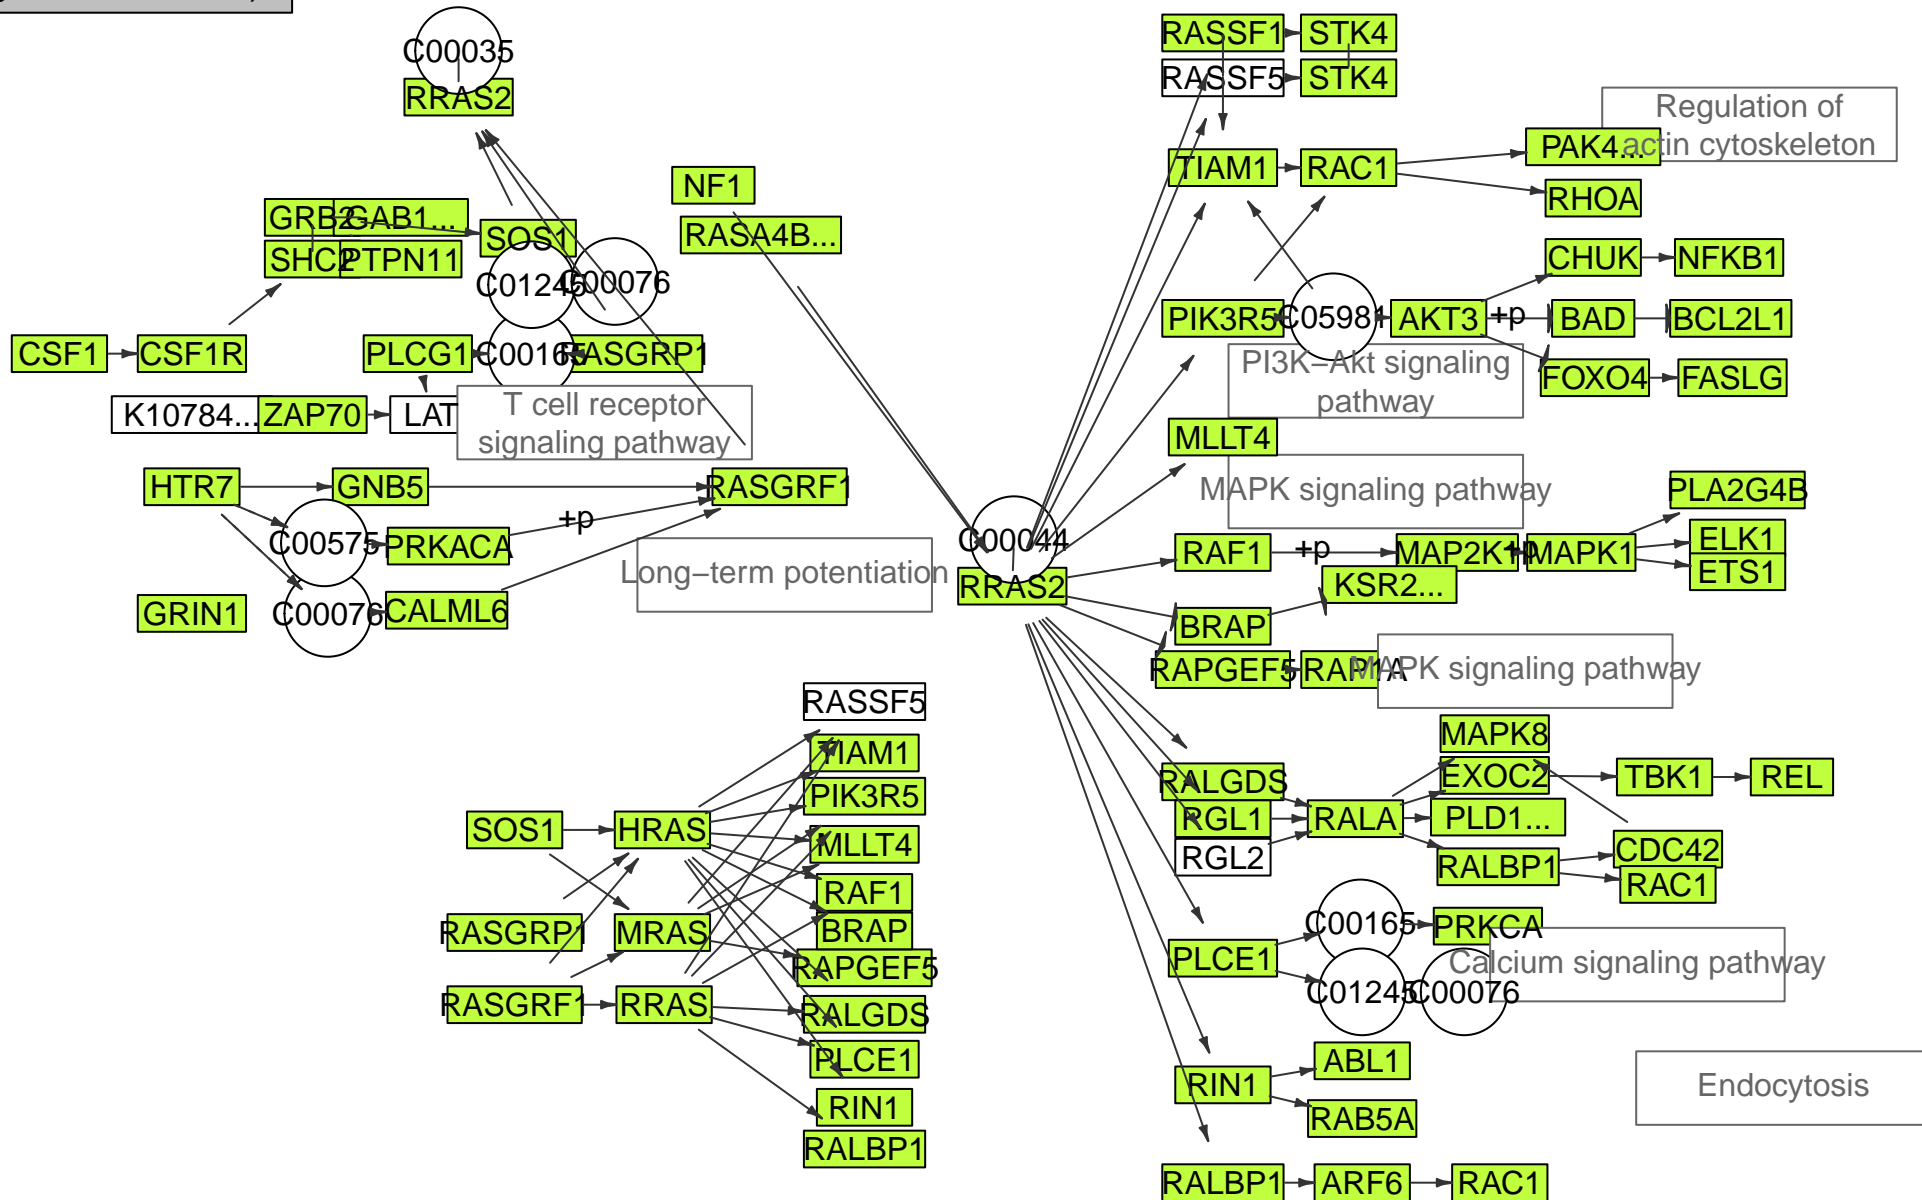 C00035
RRAS2
NF1
RASA4B...
GRB2
GAB1...
SOS1
SHC2
PTPN11
C01245
C00076
CSF1
CSF1R
PLCG1
C00165
RASGRP1
K10784...
ZAP70
LAT
T cell receptor
signaling pathway
HTR7
GNB5
RASGRF1
+p
C00575
PRKACA
GRIN1
C00076
CALML6
Long–term potentiation
C00044
RRAS2
RASSF1
STK4
RASSF5
STK4
Regulation of
actin cytoskeleton
PAK4...
TIAM1
RAC1
RHOA
CHUK
NFKB1
PIK3R5
C05981
AKT3
+p
BAD
BCL2L1
PI3K–Akt signaling
pathway
FOXO4
FASLG
MLLT4
MAPK signaling pathway
PLA2G4B
RAF1
+p
MAP2K1
+p
MAPK1
ELK1
ETS1
KSR2...
BRAP
RAPGEF5
RAP1A
MAPK signaling pathway
RASSF5
TIAM1
PIK3R5
SOS1
HRAS
MLLT4
RAF1
RASGRP1
MRAS
BRAP
RAPGEF5
RASGRF1
RRAS
RALGDS
PLCE1
RIN1
RALBP1
MAPK8
RALGDS
EXOC2
TBK1
REL
RGL1
RALA
PLD1...
RGL2
RALBP1
CDC42
RAC1
C00165
PRKCA
PLCE1
Calcium signaling pathway
C01245
C00076
ABL1
RIN1
RAB5A
Endocytosis
RALBP1
ARF6
RAC1